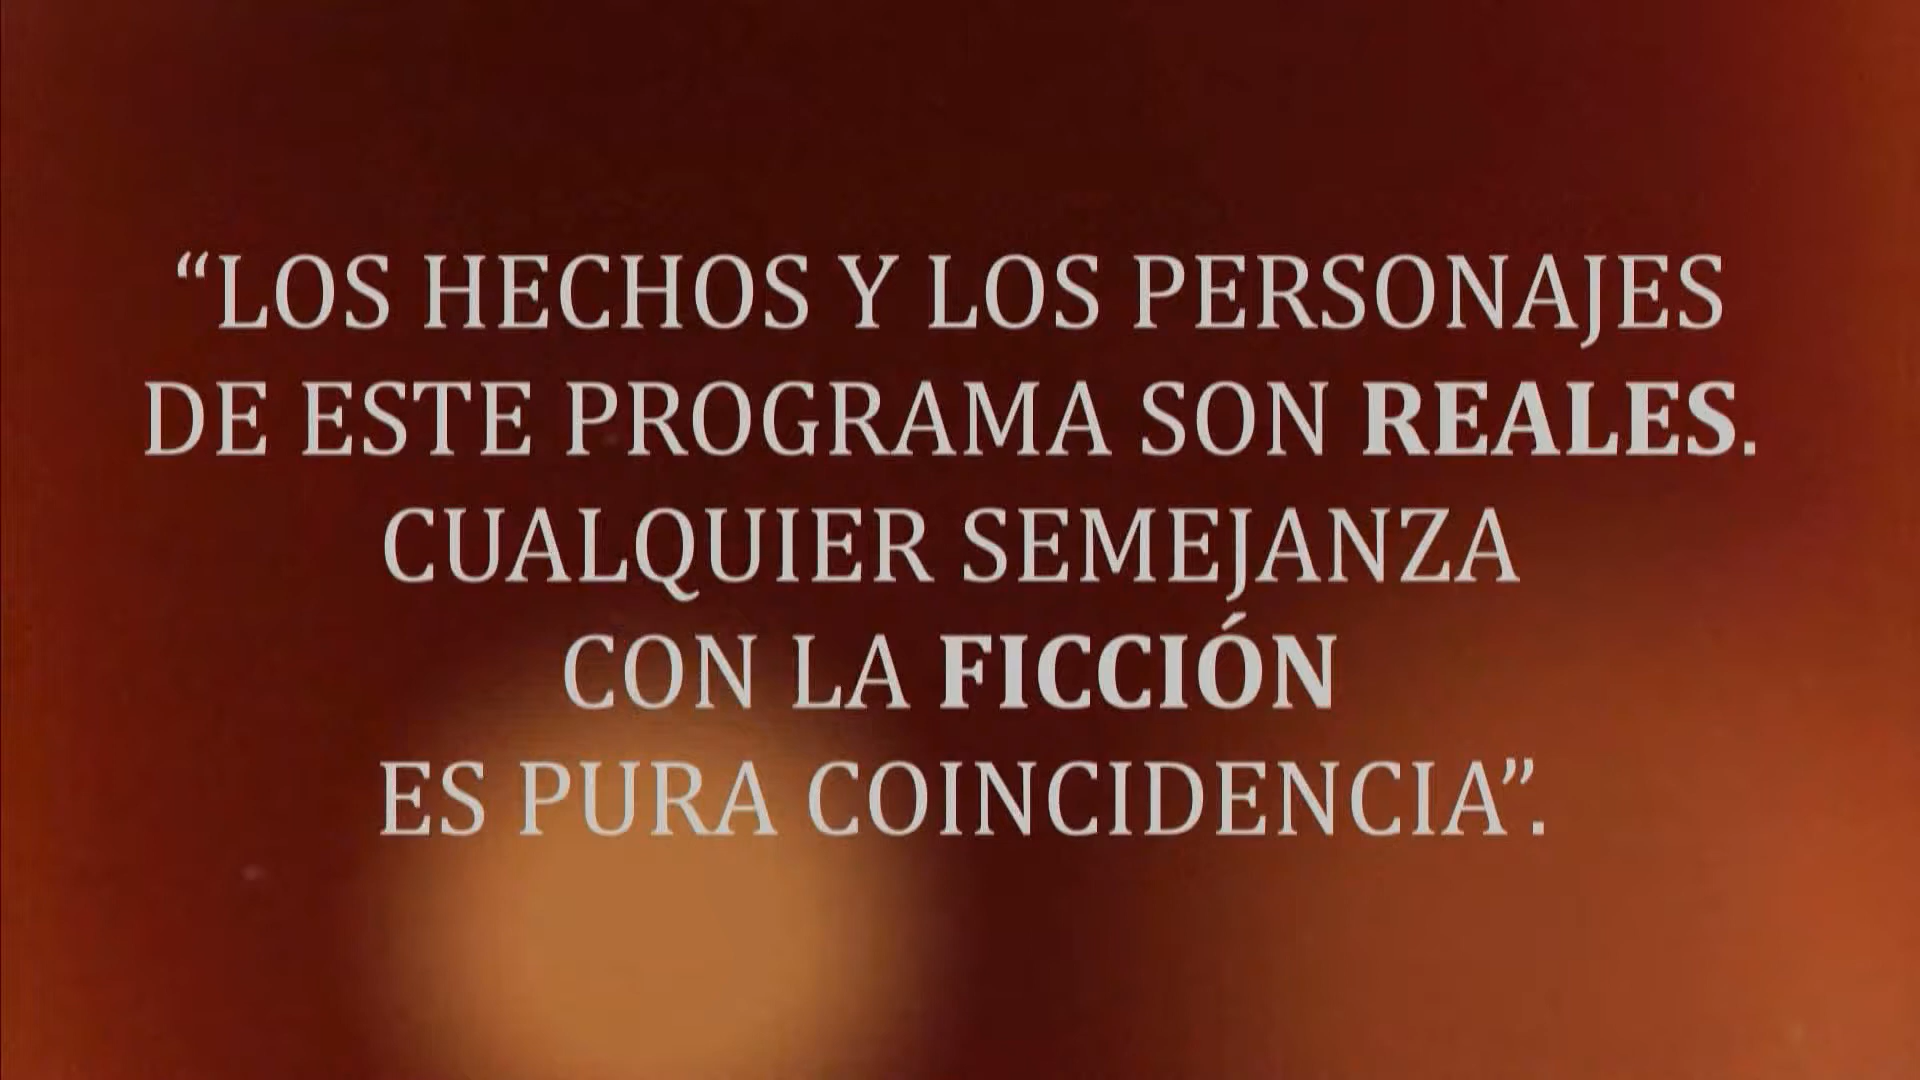 “LOS HECHOS Y LOS PERSONAJES
DE ESTE PROGRAMA SON REALES.
CUALQUIER SEMEJANZA
CON LA FICCIÓN
ES PURA COINCIDENCIA”.